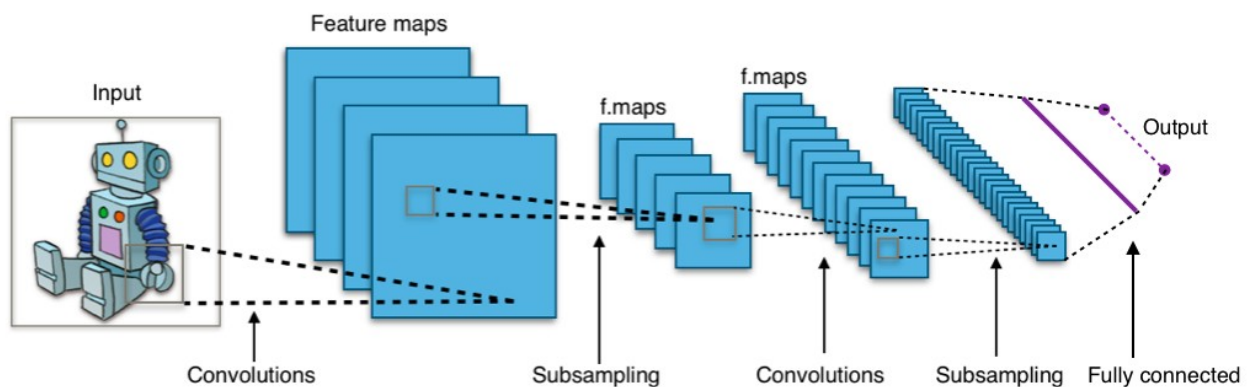 Feature maps
Input
f.maps
f.maps
Output
Convolutions
Subsampling
Convolutions
Subsampling
Fully connected